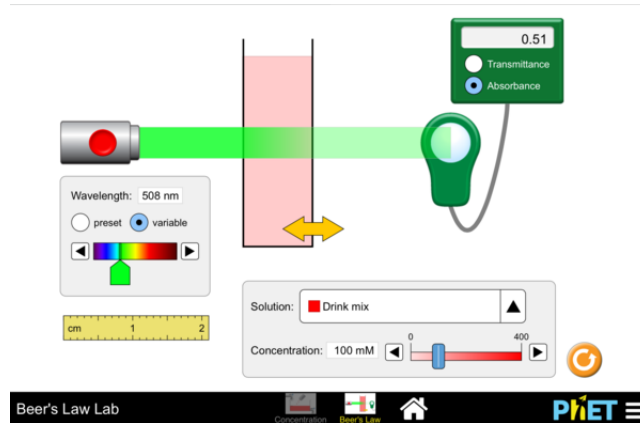 0.51
Transmittance
Absorbance
Wavelength: 508 nm
preset variable
cm 1 2
Solution: Drink mix
0 400
Concentration: 100 mM
Beer's Law Lab
Concentration Beer's Law
PhET